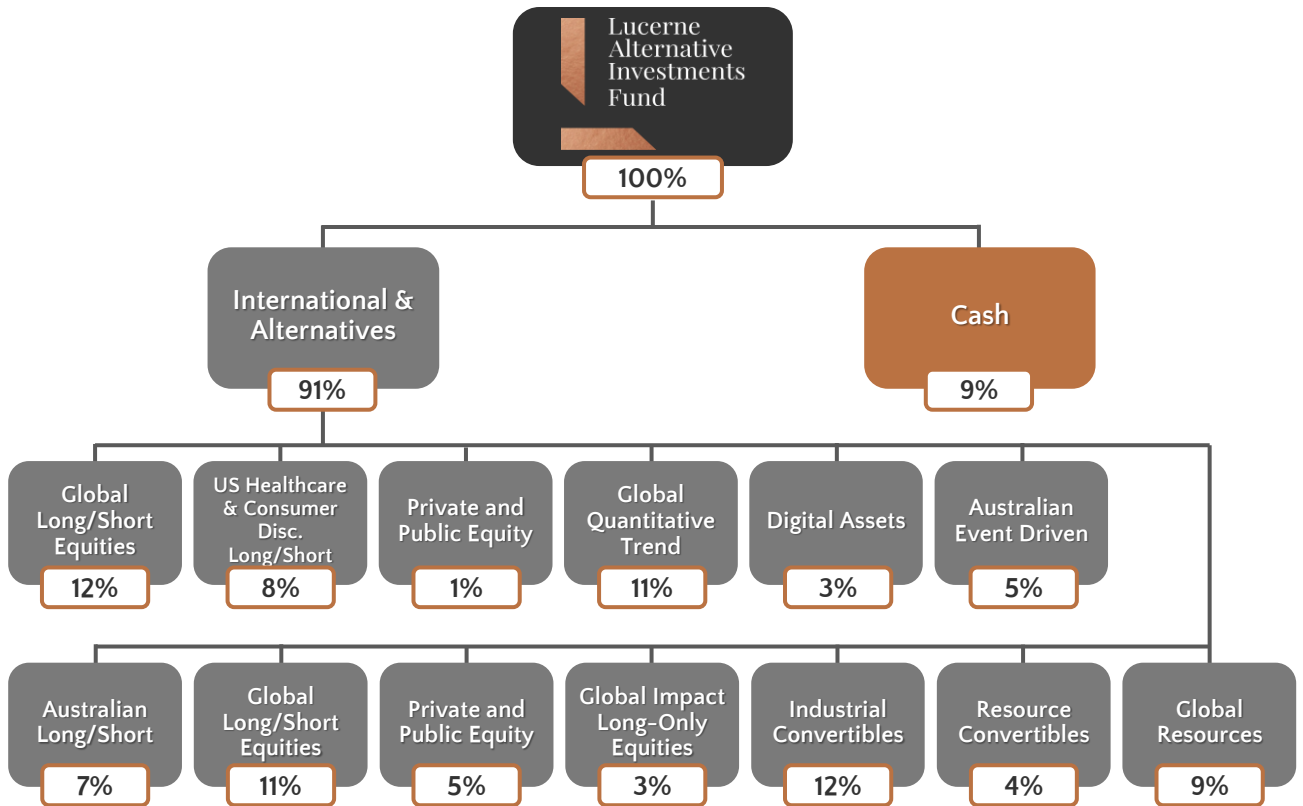 Lucerne
Alternative
Investments
Fund
100%
International &
Alternatives
91%
Cash
9%
Global
Long/Short
Equities
12%
US Healthcare
& Consumer
Disc.
Long/Short
8%
Private and
Public Equity
1%
Global
Quantitative
Trend
11%
Digital Assets
3%
Australian
Event Driven
5%
Australian
Long/Short
7%
Global
Long/Short
Equities
11%
Private and
Public Equity
5%
Global Impact
Long-Only
Equities
3%
Industrial
Convertibles
12%
Resource
Convertibles
4%
Global
Resources
9%